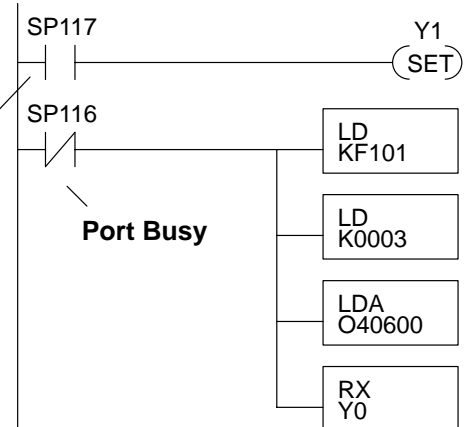 SP117
Y1
SET
SP116
LD
KF101
Port Busy
LD
K0003
LDA
O40600
RX
Y0